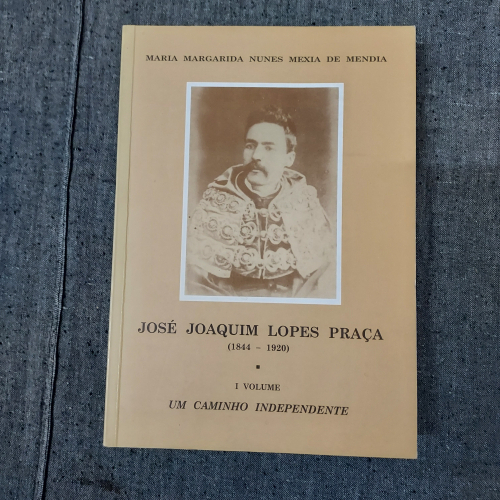 MARIA MARGARIDA NUNES MEXIA DE MENDIA
JOSÉ JOAQUIM LOPES PRAÇA
(1844 – 1920)
I VOLUME
UM CAMINHO INDEPENDENTE